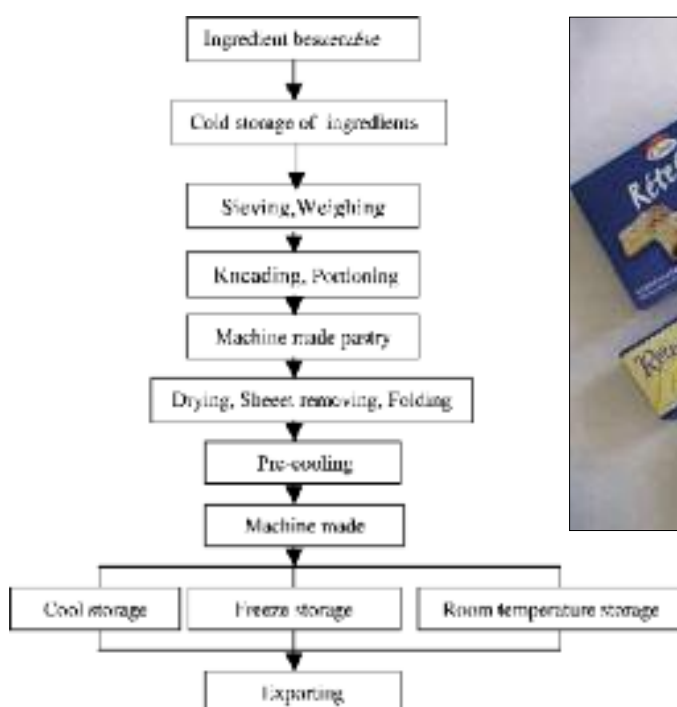 Ingredient
Cold storage of ingredients
Sieving,Weighing
Kneading, Portioning
Machine made pastry
Drying, Sheeet removing, Folding
Pre-cooling
Machine made
Cool storage
Freeze storage
Room temperature storage
Exporting
Réte